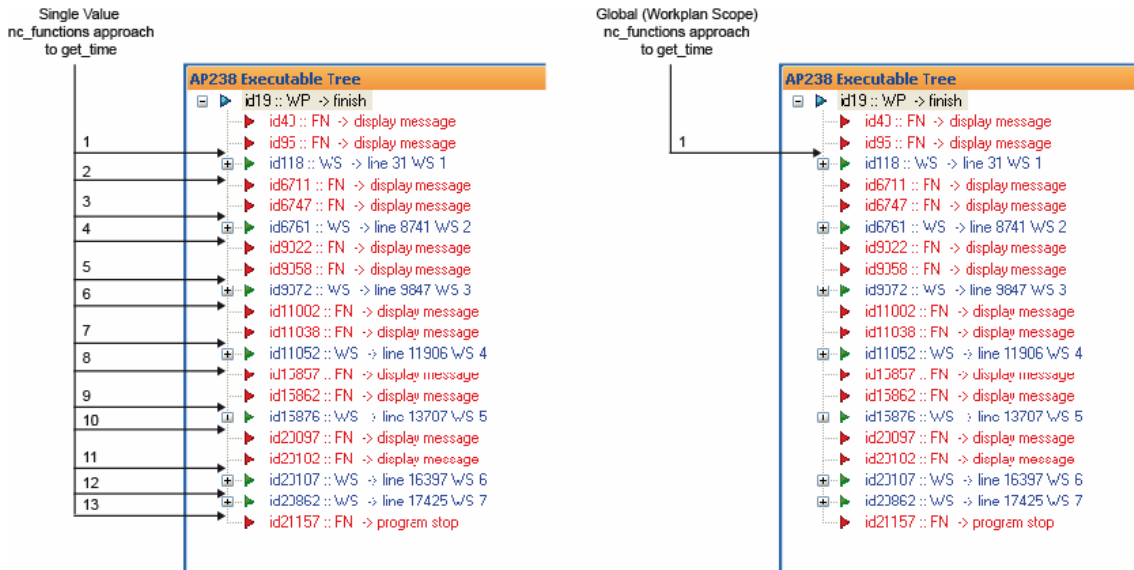 Single Value
nc_functions approach
to get_time
AP238 Executable Tree
id19 :: WP -> finish
id40 :: FN -> display message
id95 :: FN -> display message
id118 :: WS -> line 31 WS 1
id6711 :: FN -> display message
id6747 :: FN -> display message
id6761 :: WS -> line 8741 WS 2
id9022 :: FN -> display message
id9058 :: FN -> display message
id9072 :: WS -> line 9847 WS 3
id11002 :: FN -> display message
id11038 :: FN -> display message
id11052 :: WS -> line 11906 WS 4
id15857 :: FN -> display message
id15862 :: FN -> display message
id15876 :: WS -> line 13707 WS 5
id20097 :: FN -> display message
id20102 :: FN -> display message
id20107 :: WS -> line 16397 WS 6
id20862 :: WS -> line 17425 WS 7
id21157 :: FN -> program stop
1
2
3
4
5
6
7
8
9
10
11
12
13
Global (Workplan Scope)
nc_functions approach
to get_time
1
AP238 Executable Tree
id19 :: WP -> finish
id40 :: FN -> display message
id95 :: FN -> display message
id118 :: WS -> line 31 WS 1
id6711 :: FN -> display message
id6747 :: FN -> display message
id6761 :: WS -> line 8741 WS 2
id9022 :: FN -> display message
id9058 :: FN -> display message
id9072 :: WS -> line 9847 WS 3
id11002 :: FN -> display message
id11038 :: FN -> display message
id11052 :: WS -> line 11906 WS 4
id15857 :: FN -> display message
id15862 :: FN -> display message
id15876 :: WS -> line 13707 WS 5
id20097 :: FN -> display message
id20102 :: FN -> display message
id20107 :: WS -> line 16397 WS 6
id20862 :: WS -> line 17425 WS 7
id21157 :: FN -> program stop